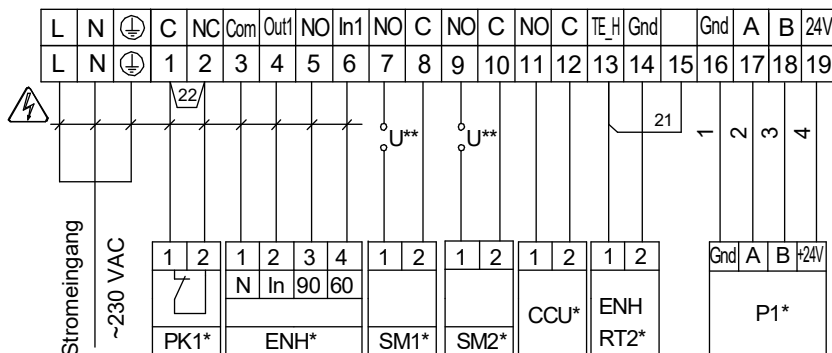 L N C NC Com Out1 NO In1 NO C NO C NO C TE_H Gnd Gnd A B 24V
L N 1 2 3 4 5 6 7 8 9 10 11 12 13 14 15 16 17 18 19
22
21
U** U**
1 2 3 4
Stromeingang
~230 VAC
1 2 1 2 3 4 1 2 1 2 1 2 1 2 Gnd A B +24V
N In 90 60
PK1* ENH* SM1* SM2* CCU* ENH RT2* P1*